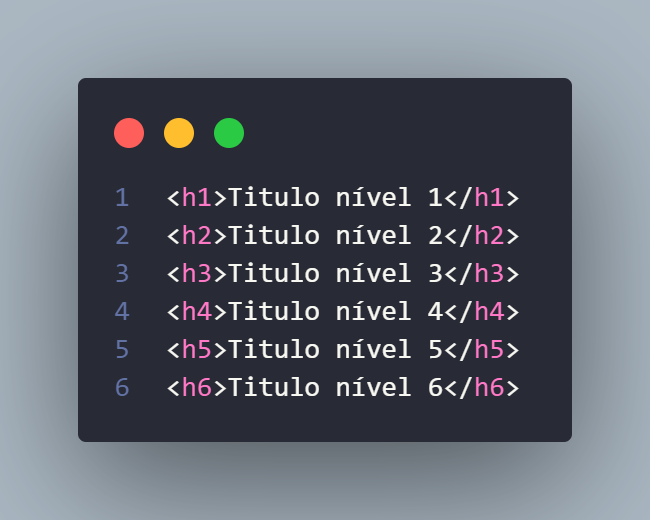 1 <h1>Titulo nível 1</h1>
2 <h2>Titulo nível 2</h2>
3 <h3>Titulo nível 3</h3>
4 <h4>Titulo nível 4</h4>
5 <h5>Titulo nível 5</h5>
6 <h6>Titulo nível 6</h6>